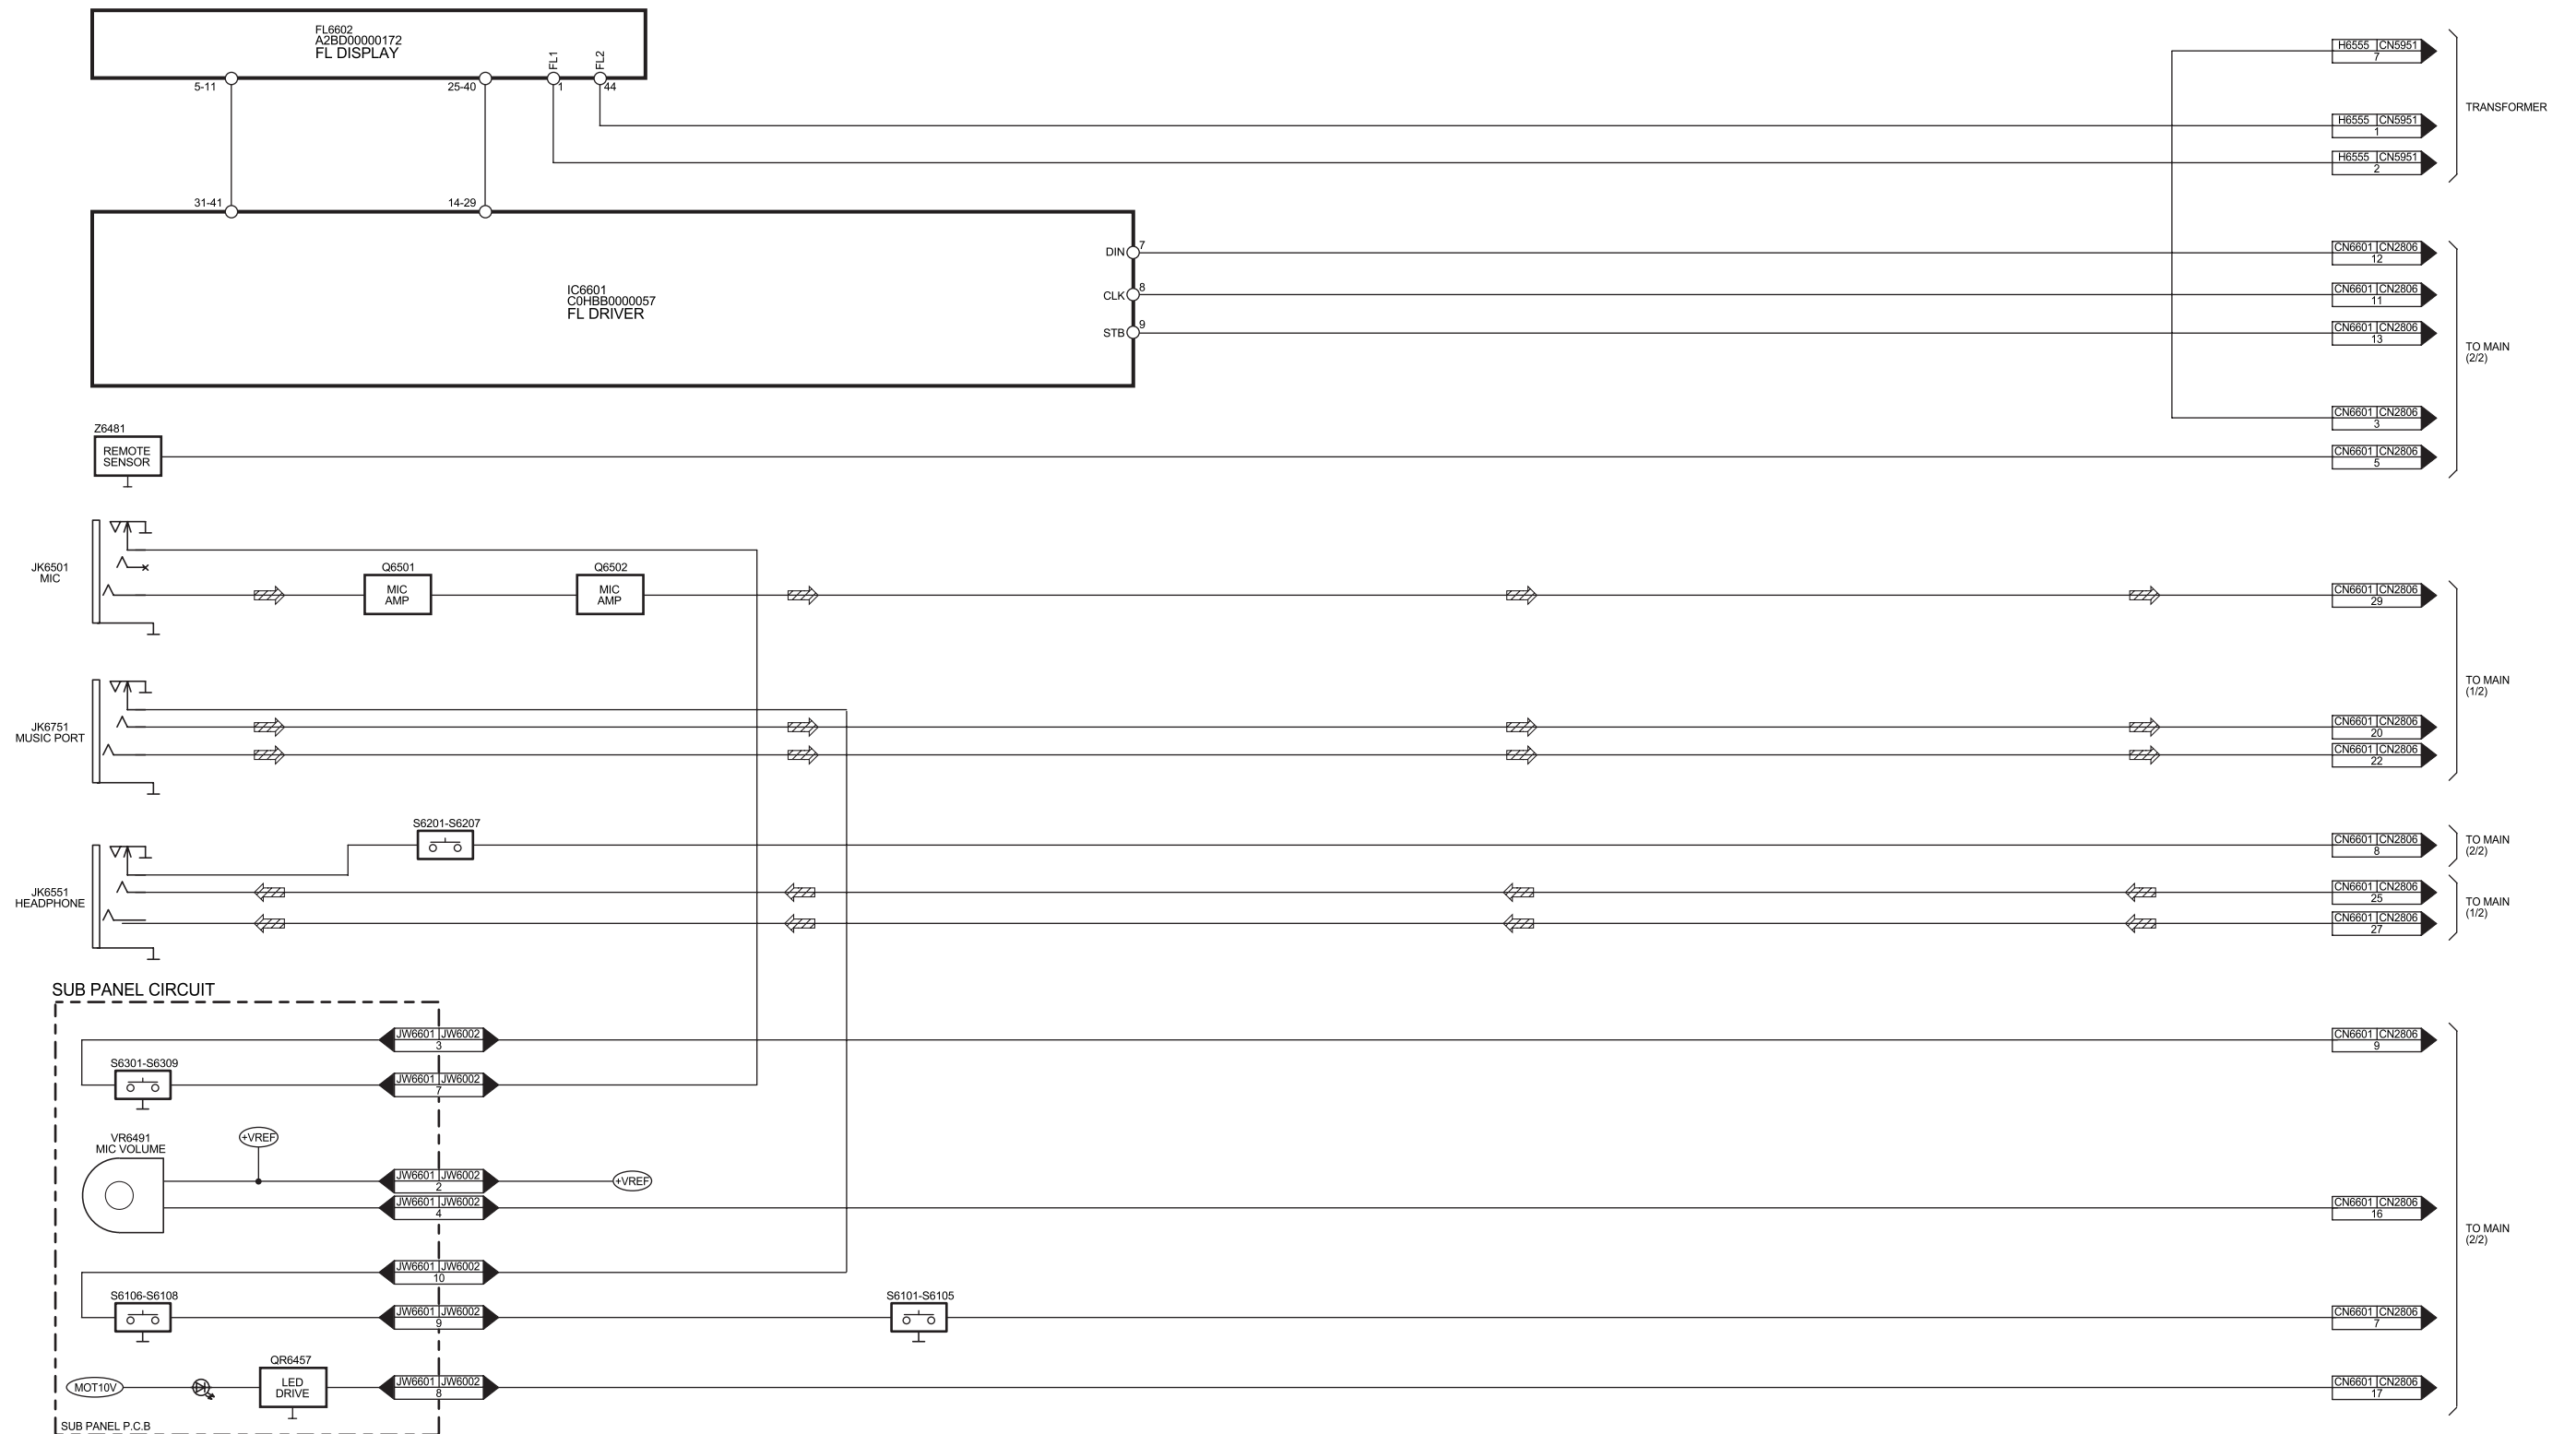 FL6602
A2BD00000172
FL DISPLAY
FL1
FL2
5-11
25-40
1
44
H6555 CN5951
7
H6555 CN5951
1
H6555 CN5951
2
TRANSFORMER
31-41
14-29
IC6601
C0HBB0000057
FL DRIVER
DIN
7
CLK
8
STB
9
CN6601 CN2806
12
CN6601 CN2806
11
CN6601 CN2806
13
CN6601 CN2806
3
CN6601 CN2806
5
TO MAIN
(2/2)
Z6481
REMOTE
SENSOR
JK6501
MIC
Q6501
MIC
AMP
Q6502
MIC
AMP
CN6601 CN2806
29
JK6751
MUSIC PORT
CN6601 CN2806
20
CN6601 CN2806
22
TO MAIN
(1/2)
S6201-S6207
CN6601 CN2806
8
TO MAIN
(2/2)
JK6551
HEADPHONE
CN6601 CN2806
25
CN6601 CN2806
27
TO MAIN
(1/2)
SUB PANEL CIRCUIT
JW6601 JW6002
3
CN6601 CN2806
9
S6301-S6309
JW6601 JW6002
7
VR6491
MIC VOLUME
+VREF
JW6601 JW6002
2
+VREF
JW6601 JW6002
4
CN6601 CN2806
16
TO MAIN
(2/2)
JW6601 JW6002
10
S6106-S6108
JW6601 JW6002
9
S6101-S6105
CN6601 CN2806
7
MOT10V
QR6457
LED
DRIVE
JW6601 JW6002
8
CN6601 CN2806
17
SUB PANEL P.C.B